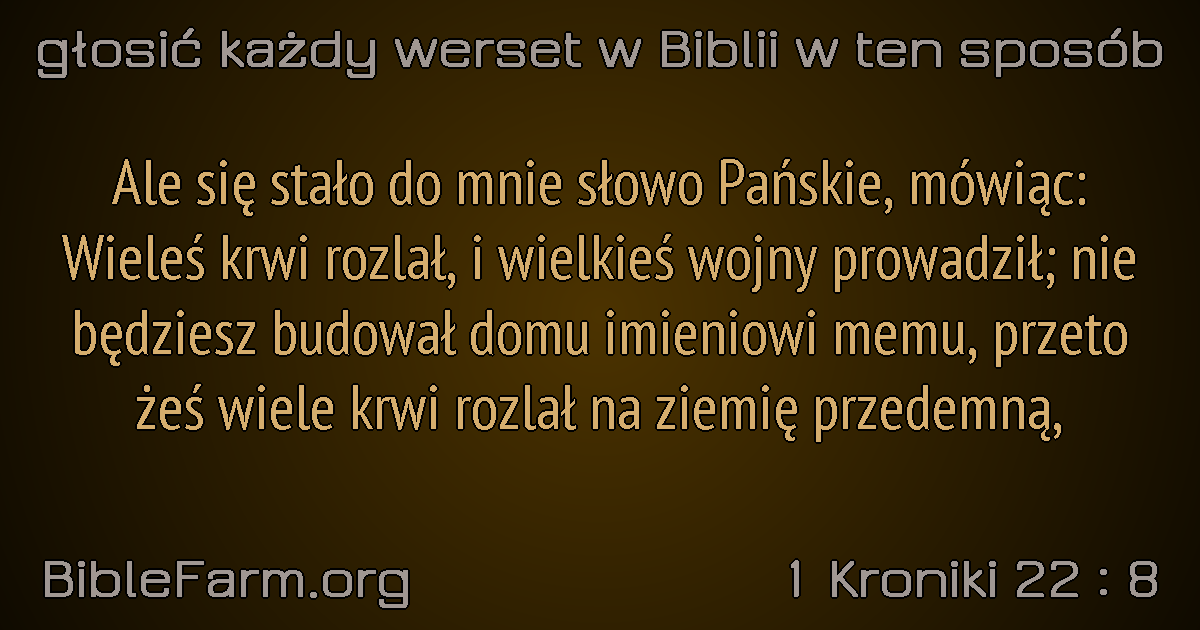 głosić każdy werset w Biblii w ten sposób
Ale się stało do mnie słowo Pańskie, mówiąc:
Wieleś krwi rozlał, i wielkieś wojny prowadził; nie
będziesz budował domu imieniowi memu, przeto
żeś wiele krwi rozlał na ziemię przedemną,
BibleFarm.org
1 Kroniki 22 : 8